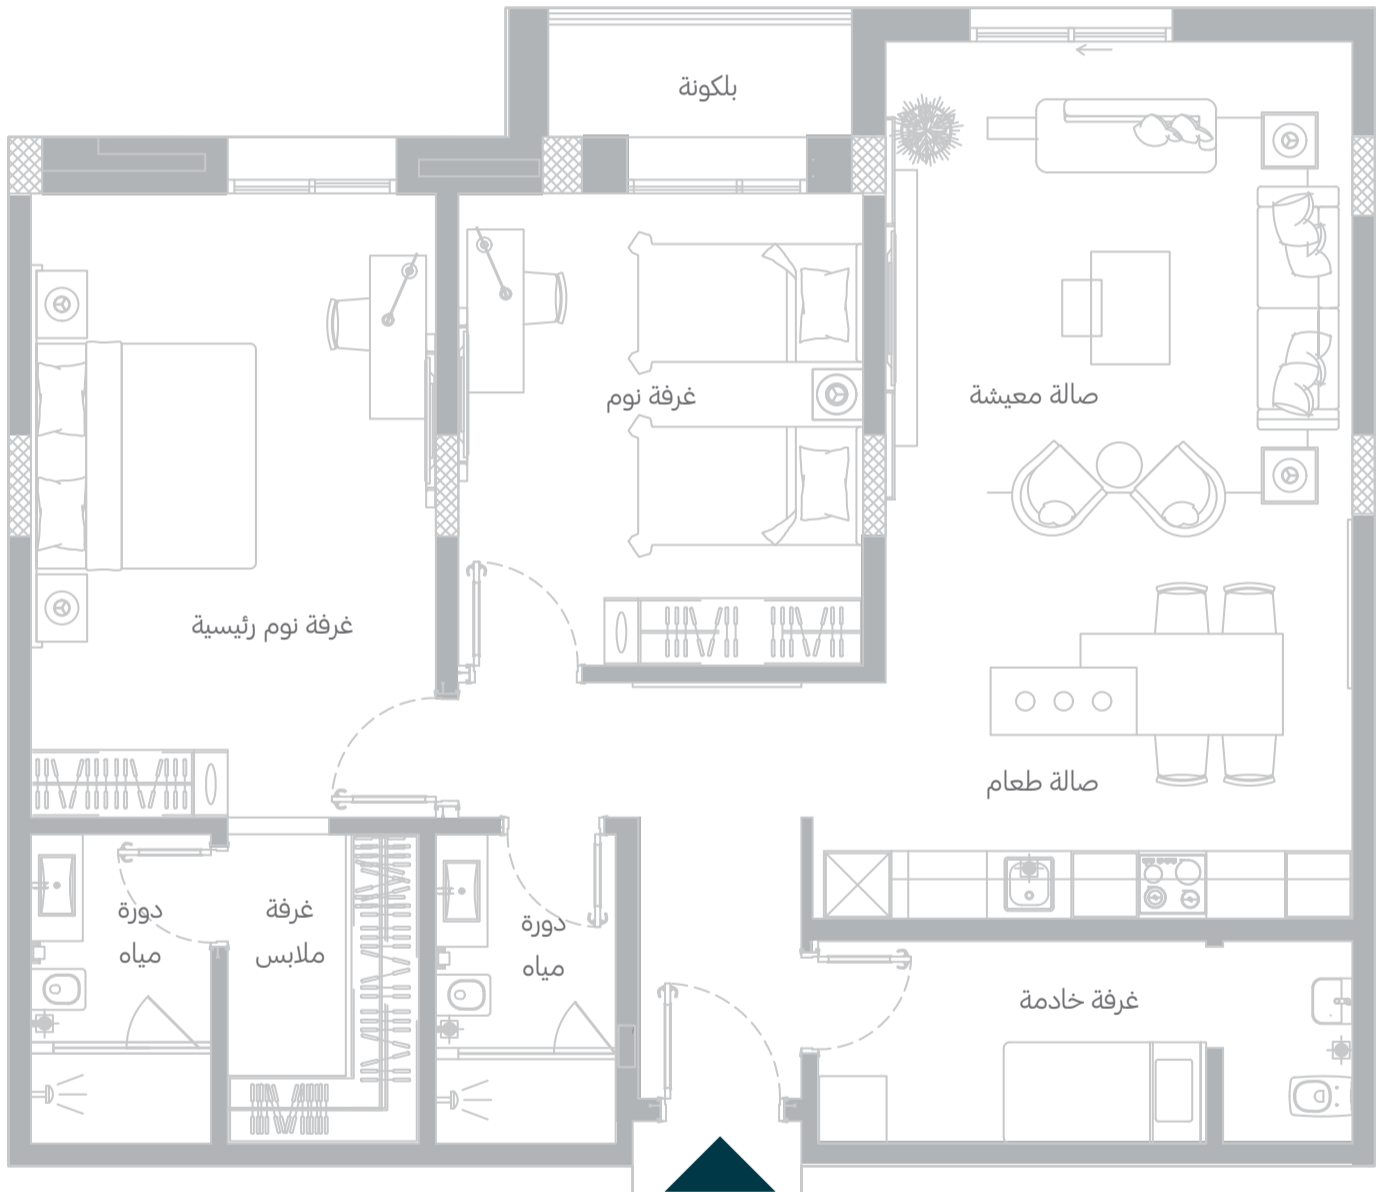 بلكونة
صالة معيشة
غرفة نوم
غرفة نوم رئيسية
صالة طعام
دورة
مياه
غرفة
ملابس
دورة
مياه
غرفة خادمة